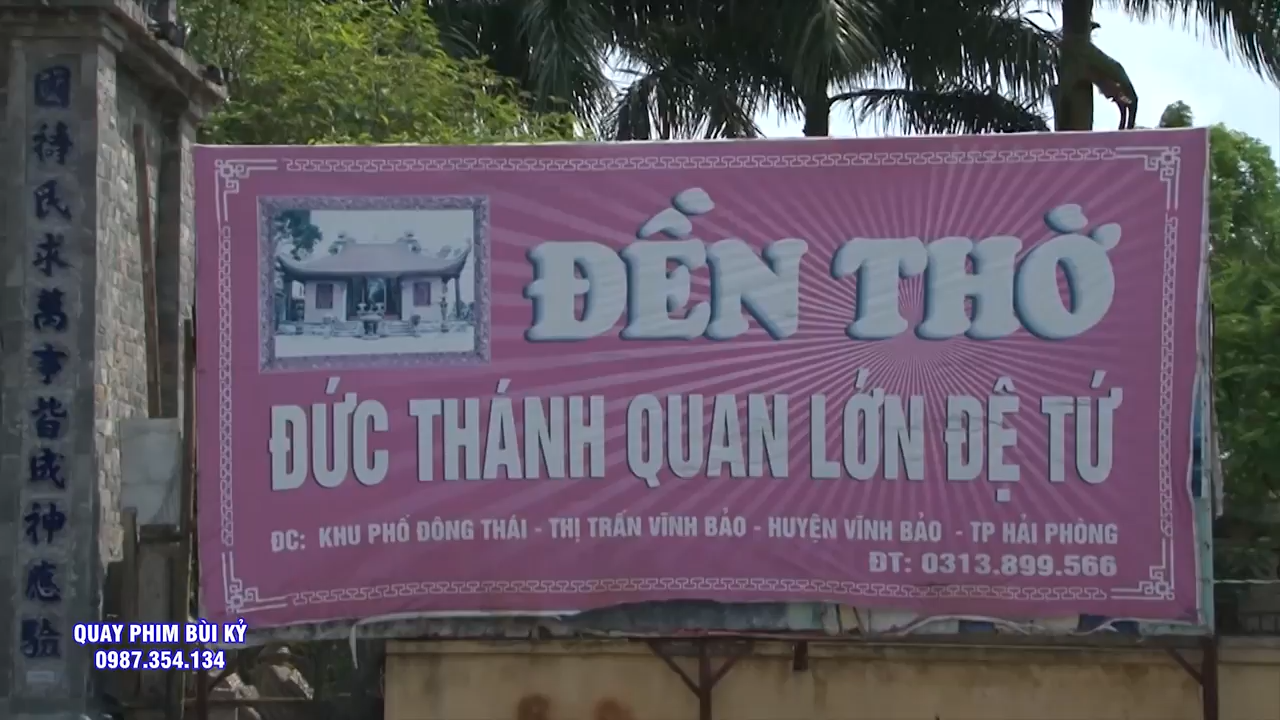 國禱民求萬事皆成神應驗
ĐỀN THỜ
ĐỨC THÁNH QUAN LỚN ĐỆ TỨ
ĐC: KHU PHỐ ĐÔNG THÁI - THỊ TRẤN VĨNH BẢO - HUYỆN VĨNH BẢO - TP HẢI PHÒNG
ĐT: 0313.899.566
QUAY PHIM BÙI KỶ
0987.354.134